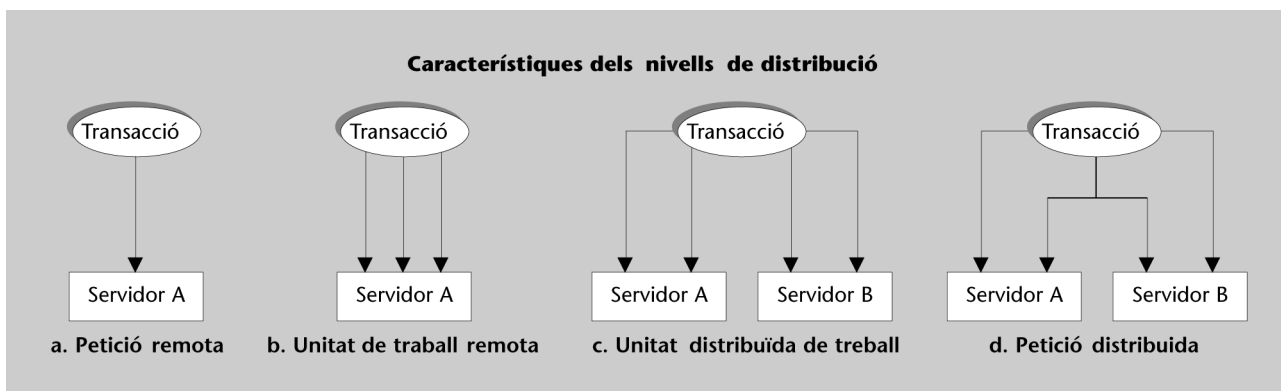 Característiques dels nivells de distribució
Transacció
Transacció
Transacció
Transacció
Servidor A
Servidor A
Servidor A
Servidor B
Servidor A
Servidor B
a. Petició remota
b. Unitat de traball remota
c. Unitat distribuïda de treball
d. Petició distribuida